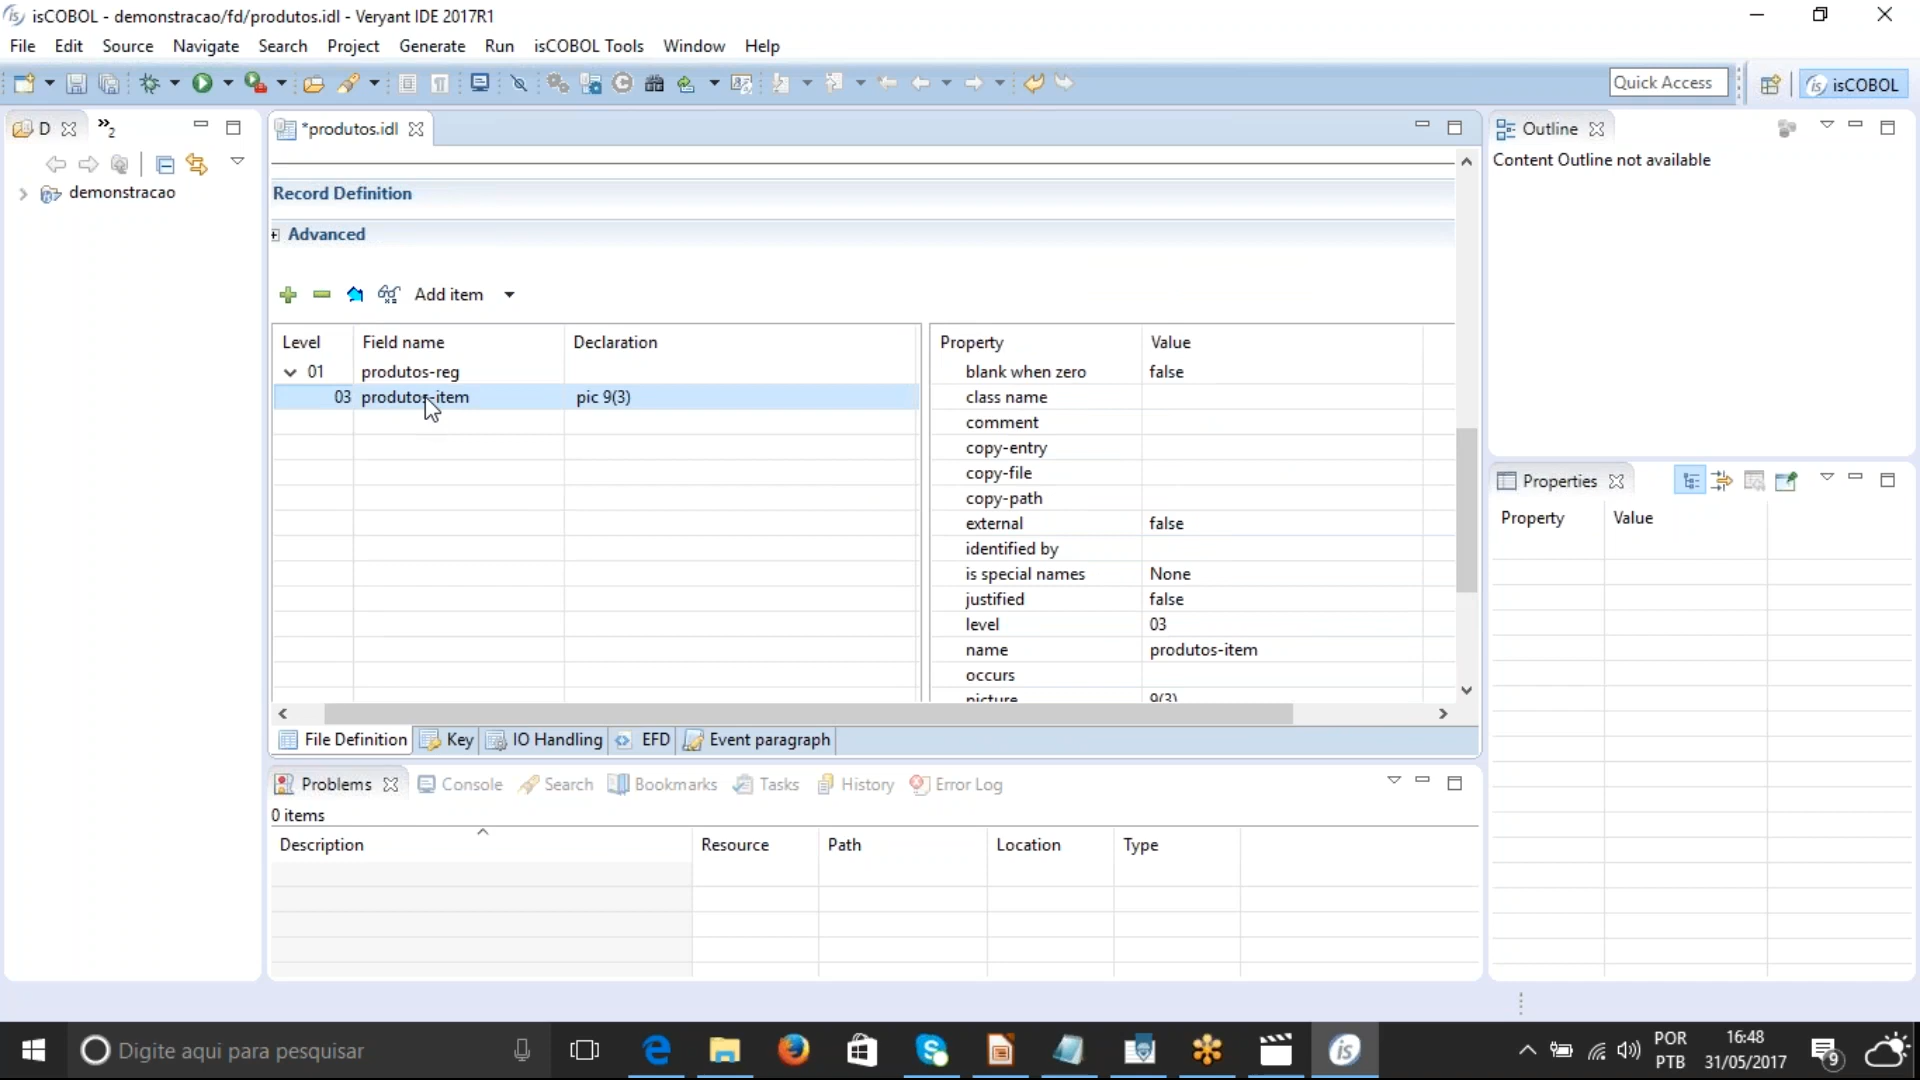 isCOBOL - demonstracao/fd/produtos.idl - Veryant IDE 2017R1
File Edit Source Navigate Search Project Generate Run isCOBOL Tools Window Help
Quick Access
isCOBOL
D
»2
demonstracao
*produtos.idl
Record Definition
Advanced
Add item
Level Field name Declaration
01 produtos-reg
03 produtos-item pic 9(3)
Property Value
blank when zero false
class name
comment
copy-entry
copy-file
copy-path
external false
identified by
is special names None
justified false
level 03
name produtos-item
occurs
picture 9(3)
File Definition Key IO Handling EFD Event paragraph
Outline
Content Outline not available
Properties
Property Value
Problems Console Search Bookmarks Tasks History Error Log
0 items
Description Resource Path Location Type
Digite aqui para pesquisar
POR
PTB
16:48
31/05/2017
9